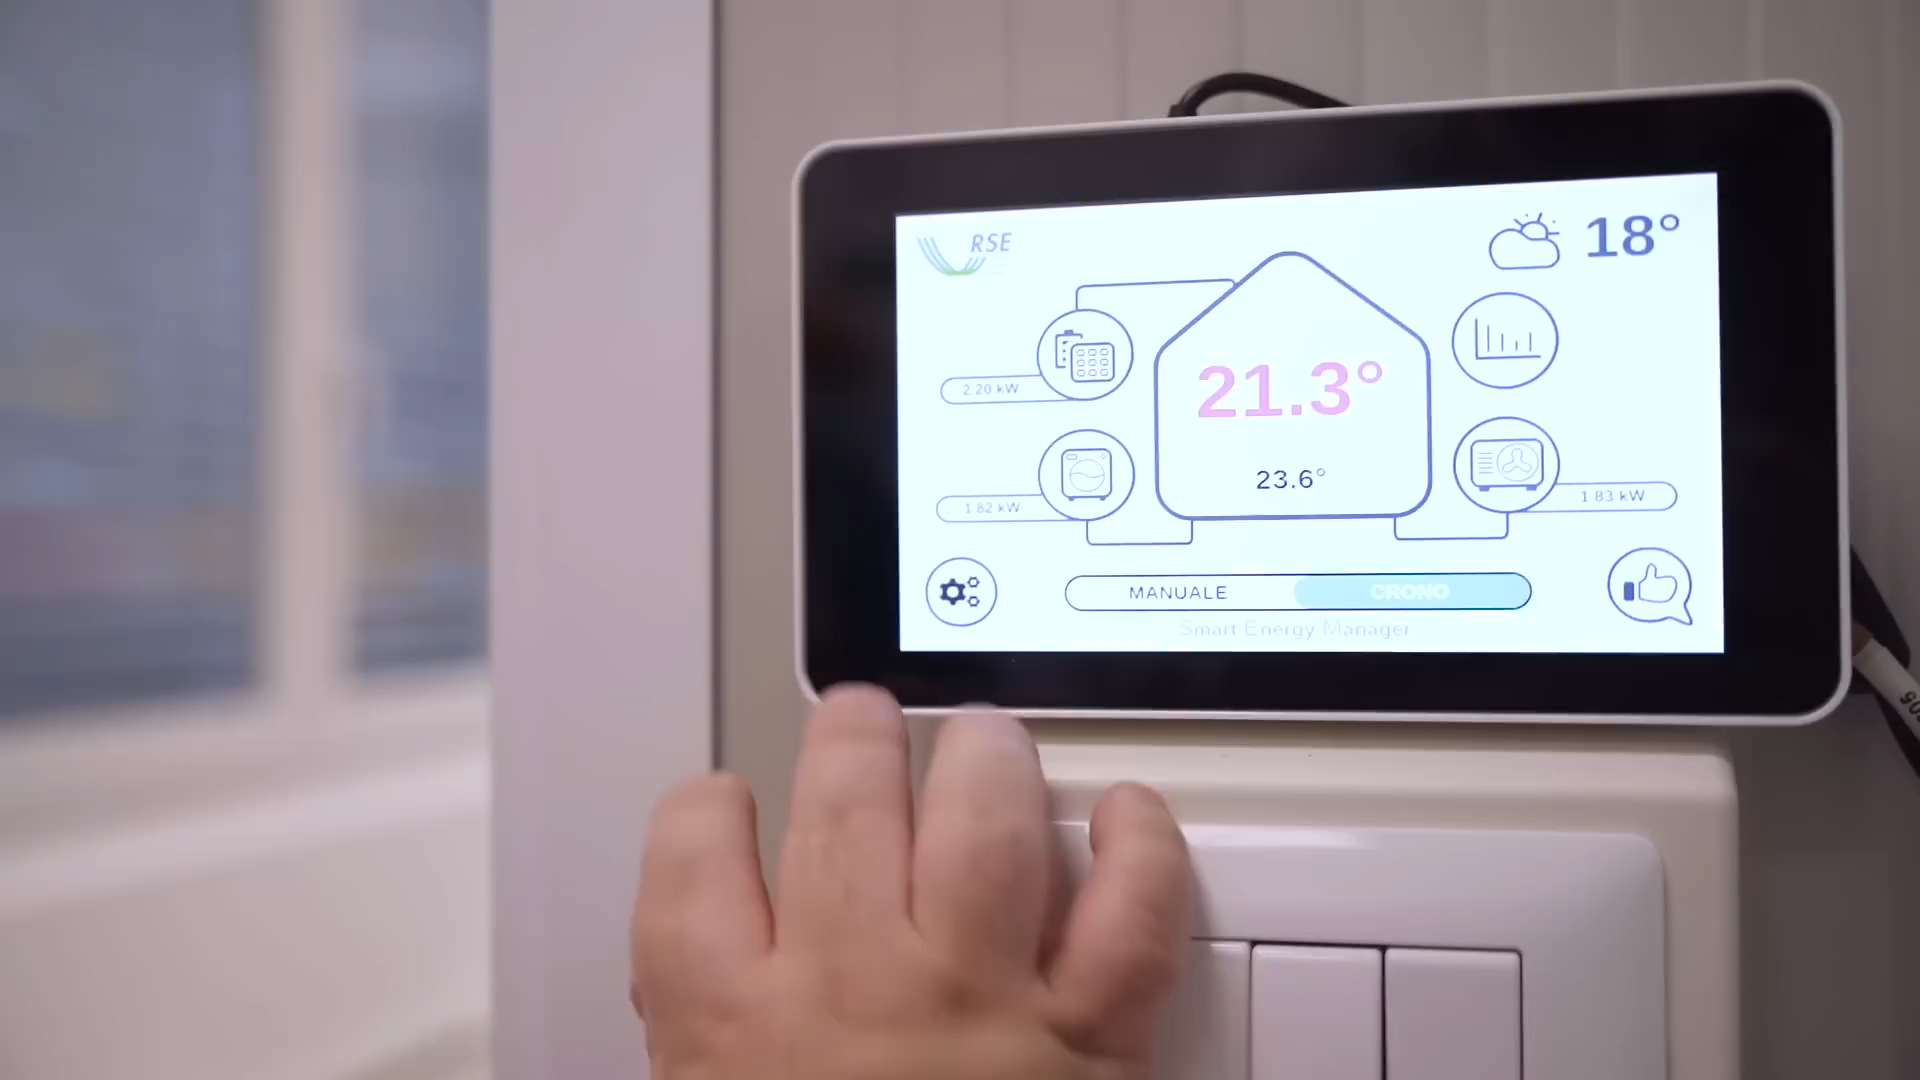 RSE
18°
21.3°
2.20 kW
23.6°
1.82 kW
1.83 kW
MANUALE
CRONO
Smart Energy Manager